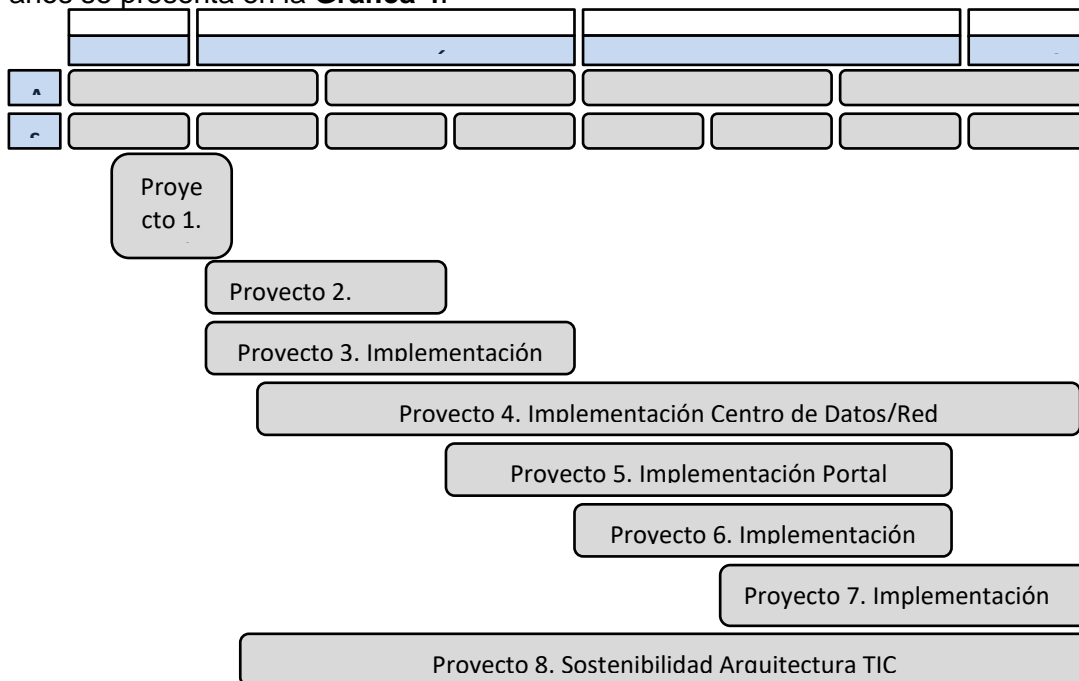 años se presenta en la Gráfica 4.
Proye
cto 1.
Proyecto 2.
Proyecto 3. Implementación
Proyecto 4. Implementación Centro de Datos/Red
Proyecto 5. Implementación Portal
Proyecto 6. Implementación
Proyecto 7. Implementación
Proyecto 8. Sostenibilidad Arquitectura TIC